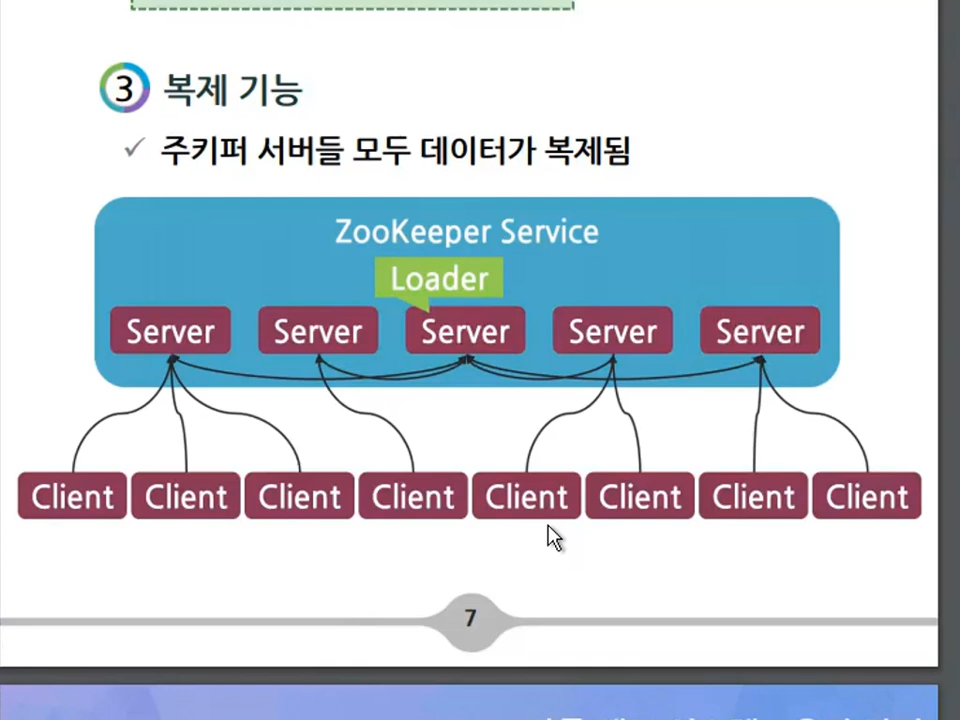 3 복제 기능
✓ 주키퍼 서버들 모두 데이터가 복제됨
ZooKeeper Service
Loader
Server Server Server Server Server
Client Client Client Client Client Client Client Client
7